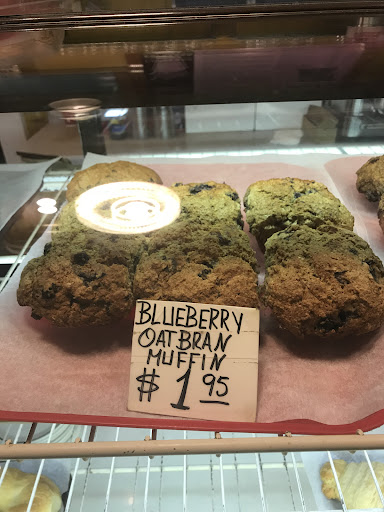 BLUEBERRY
OATBRAN
MUFFIN
$1.95